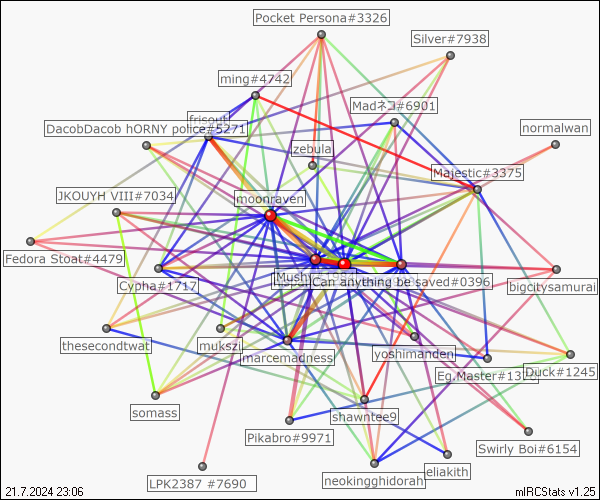 Pocket Persona#3326
Silver#7938
ming#4742
Madネコ#6901
frisout
DacobDacob hORNY police#5271
normalwan
zebula
Majestic#3375
JKOUYH VIII#7034
moonraven
Fedora Stoat#4479
Cypha#1717
Can anything be saved#0396
bigcitysamurai
thesecondtwat
mukszi
marcemadness
yoshimanden
Eg.Master#13
Duck#1245
somass
shawntee9
Pikabro#9971
Swirly Boi#6154
eliakith
LPK2387 #7690
neokingghidorah
21.7.2024 23:06
mIRCStats v1.25